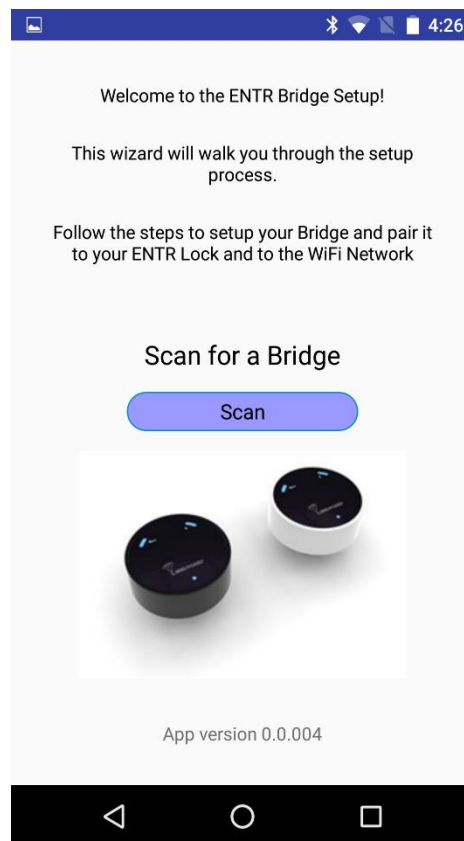 4:26
Welcome to the ENTR Bridge Setup!
This wizard will walk you through the setup
process.
Follow the steps to setup your Bridge and pair it
to your ENTR Lock and to the WiFi Network
Scan for a Bridge
Scan
App version 0.0.004